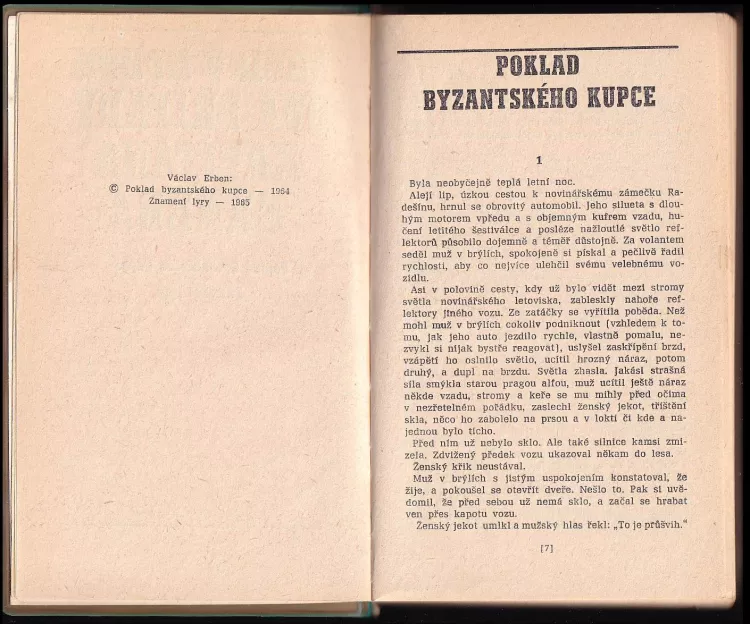 Václav Erben:
© Poklad byzantského kupce — 1964
Znamení lyry — 1985
POKLAD
BYZANTSKÉHO KUPCE
1
Byla neobyčejně teplá letní noc.
Alejí lip, úzkou cestou k novinářskému zámečku Ra-
dešínu, hrnul se obrovitý automobil. Jeho silueta s dlou-
hým motorem vpředu a s objemným kufrem vzadu, hu-
čení letitého šestiválce a posléze nažloutlé světlo ref-
lektorů působilo dojemně a téměř důstojně. Za volantem
seděl muž v brýlích, spokojeně si pískal a pečlivě řadil
rychlosti, aby co nejvíce ulehčil svému velebnému vo-
zidlu.
Asi v polovině cesty, kdy už bylo vidět mezi stromy
světla novinářského letoviska, zableskly nahoře ref-
lektory jiného vozu. Ze zatáčky se vyřítila poběda. Než
mohl muž v brýlích cokoliv podniknout (vzhledem k to-
mu, jak jeho auto jezdilo rychle, vlastně pomalu, ne-
zvykl si nijak bystře reagovat), uslyšel zaskřípění brzd,
vzápětí ho oslnilo světlo, ucítil hrozný náraz, potom
druhý, a dupl na brzdu. Světla zhasla. Jakási strašná
síla smýkla starou pragou alfou, muž ucítil ještě náraz
někde vzadu, stromy a keře se mu mihly před očima
v nezřetelném pořádku, zaslechl ženský jekot, tříštění
skla, něco ho zabolelo na prsou a v lokti či kde a na-
jednou bylo ticho.
Před ním už nebylo sklo. Ale také silnice kamsi zmi-
zela. Zdvižený předek vozu ukazoval někam do lesa.
Ženský křik neustával.
Muž v brýlích s jistým uspokojením konstatoval, že
žije, a pokoušel se otevřít dveře. Nešlo to. Pak si uvě-
domil, že před sebou už nemá sklo, a začal se hrabat
ven přes kapotu vozu.
Ženský jekot umlkl a mužský hlas řekl: „To je průšvih.“
[7]